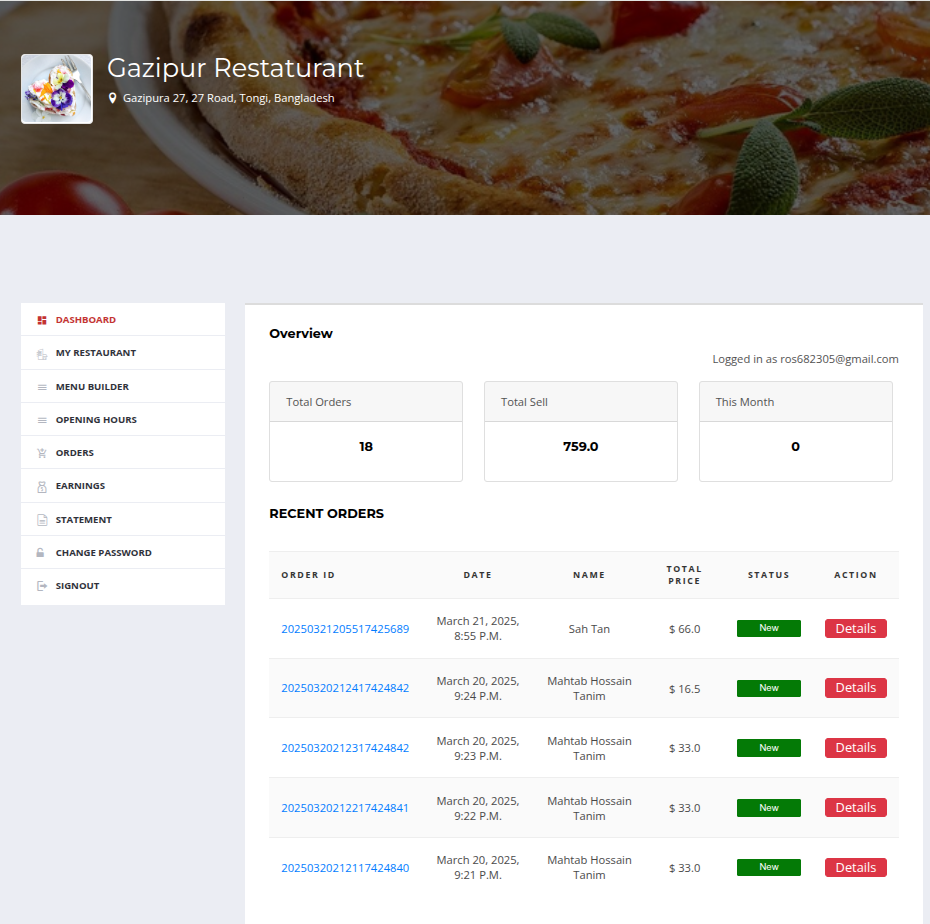 Gazipur Restaturant
Gazipura 27, 27 Road, Tongi, Bangladesh
DASHBOARD
MY RESTAURANT
MENU BUILDER
OPENING HOURS
ORDERS
EARNINGS
STATEMENT
CHANGE PASSWORD
SIGNOUT
Overview
Logged in as ros682305@gmail.com
Total Orders
18
Total Sell
759.0
This Month
0
RECENT ORDERS
ORDER ID DATE NAME TOTAL PRICE STATUS ACTION
20250321205517425689 March 21, 2025, 8:55 P.M. Sah Tan $ 66.0 New Details
20250320212417424842 March 20, 2025, 9:24 P.M. Mahtab Hossain Tanim $ 16.5 New Details
20250320212317424842 March 20, 2025, 9:23 P.M. Mahtab Hossain Tanim $ 33.0 New Details
20250320212217424841 March 20, 2025, 9:22 P.M. Mahtab Hossain Tanim $ 33.0 New Details
20250320212117424840 March 20, 2025, 9:21 P.M. Mahtab Hossain Tanim $ 33.0 New Details